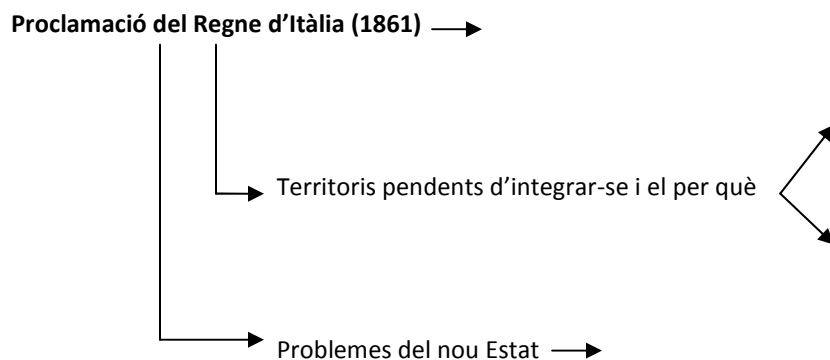 Proclamació del Regne d’Itàlia (1861)
Territoris pendents d’integrar-se i el per què
Problemes del nou Estat